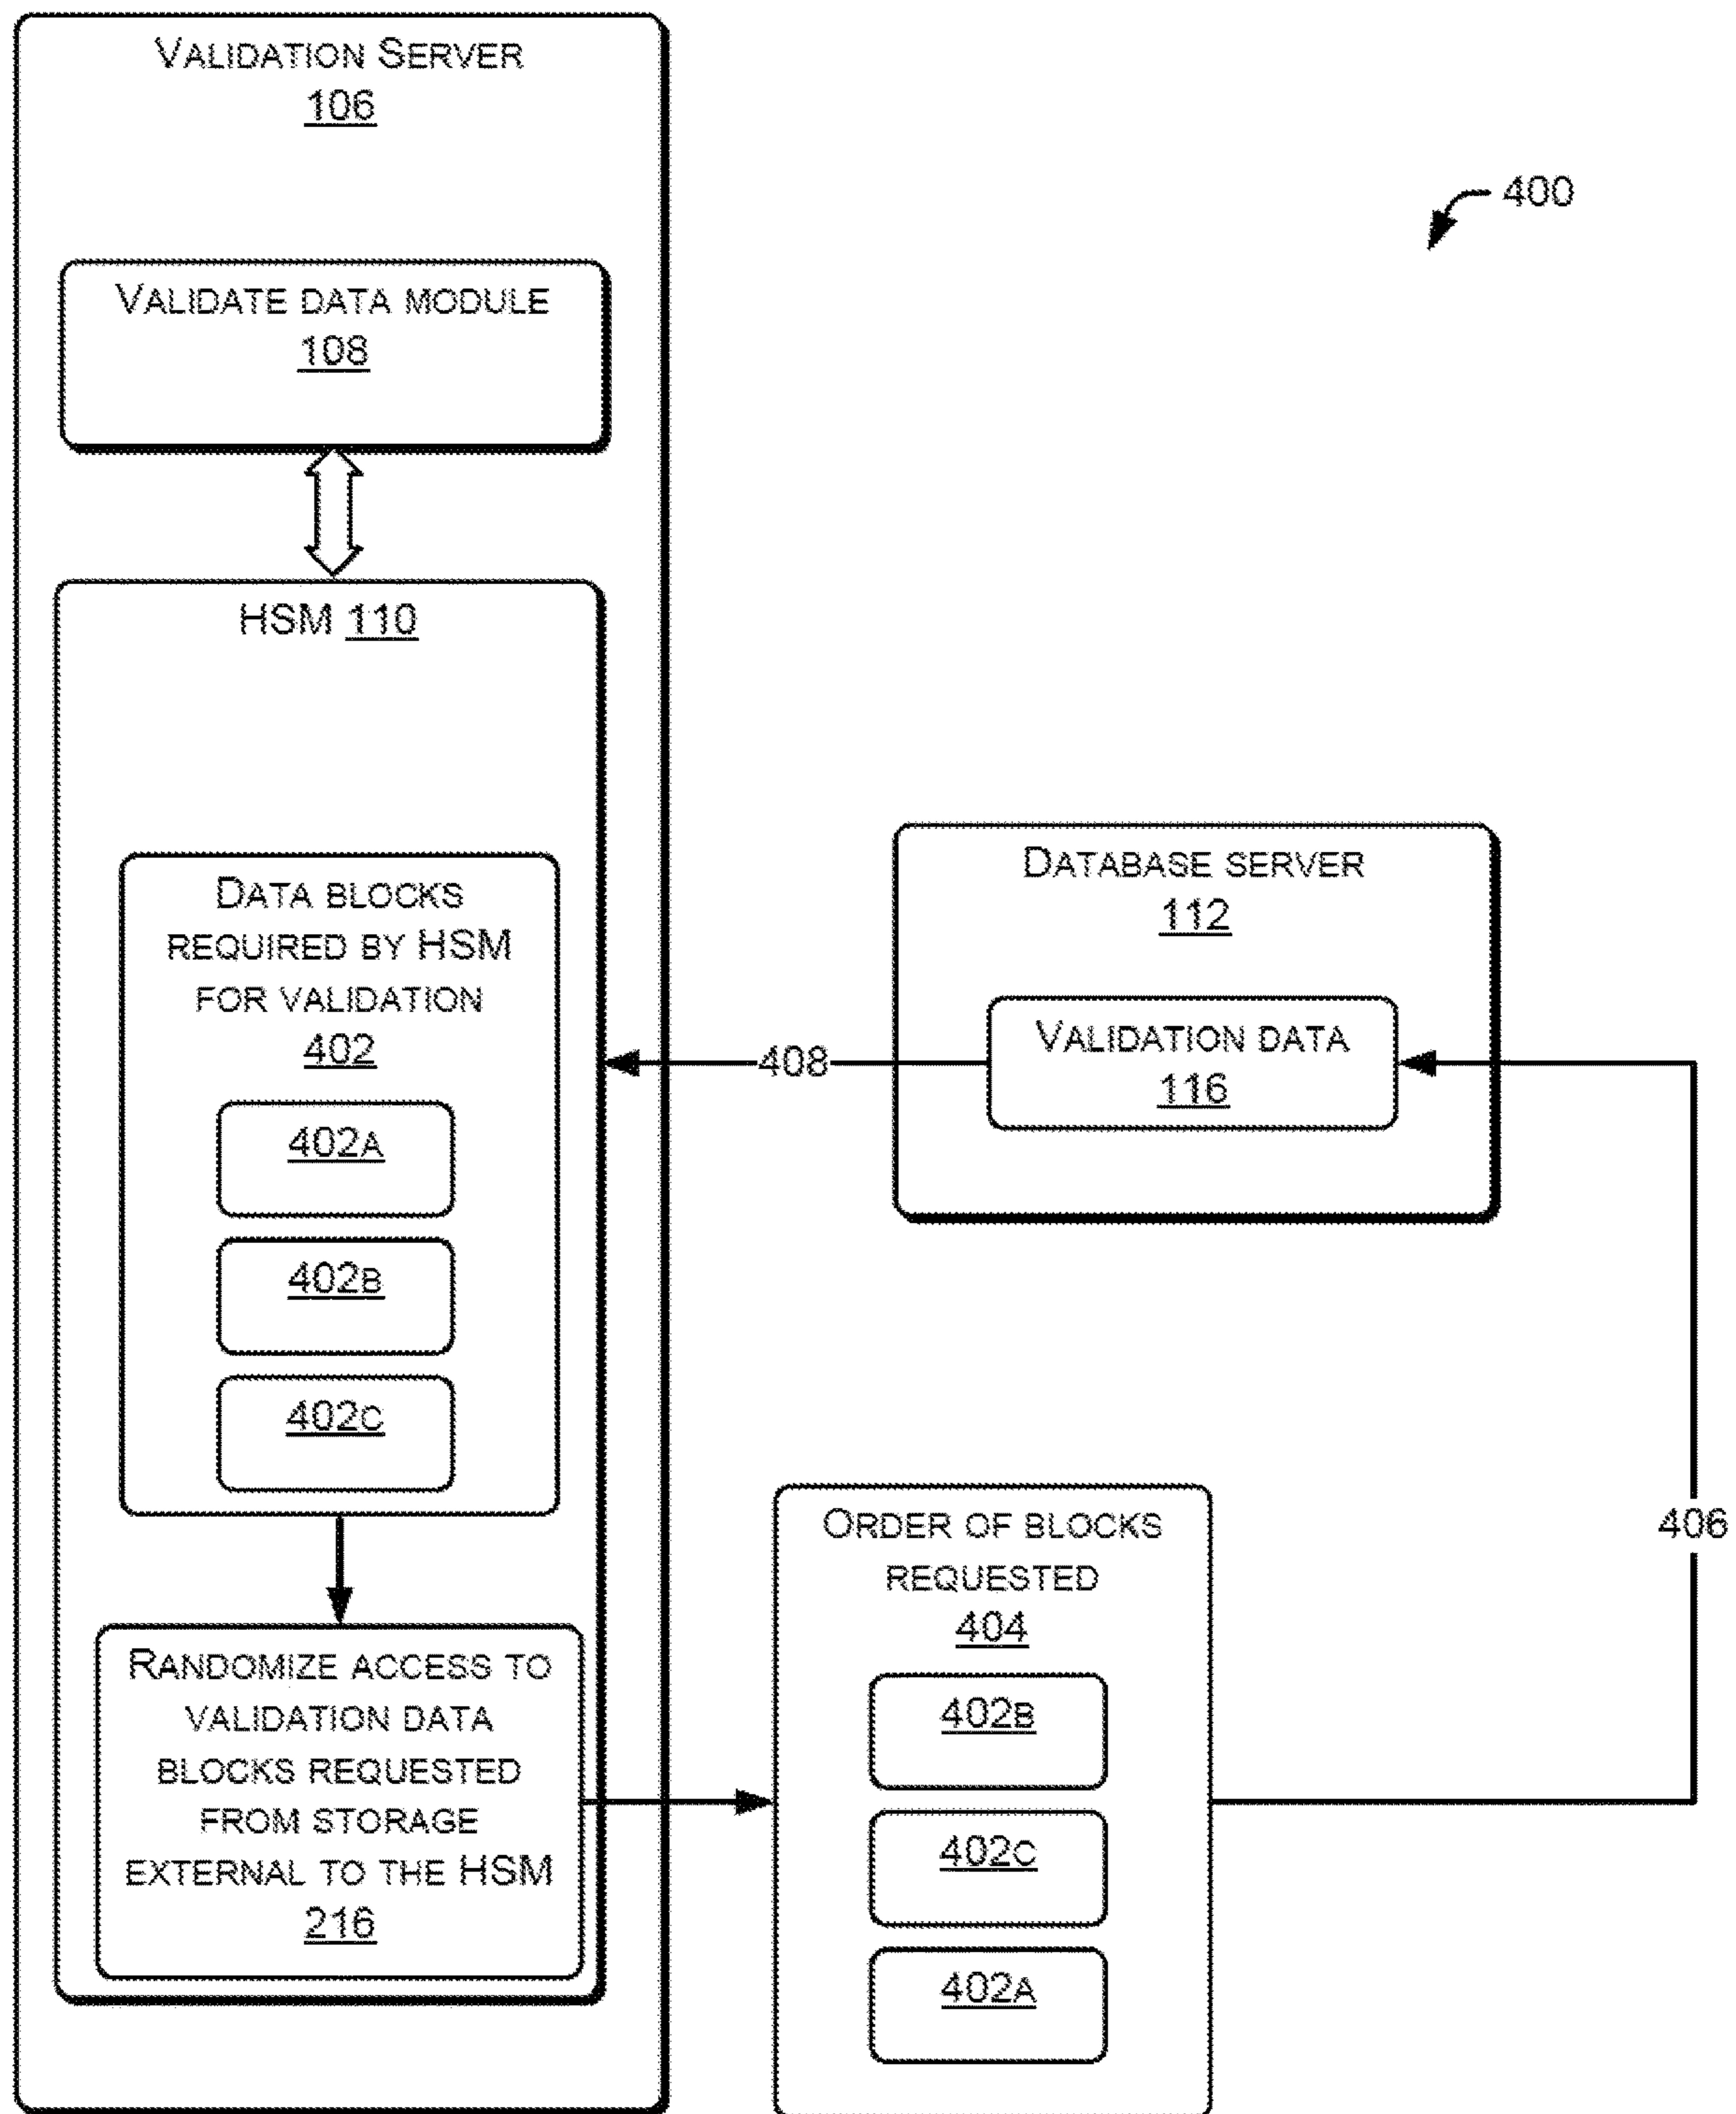 VALIDATION SERVER
106
400
VALIDATE DATA MODULE
108
HSM 110
DATA BLOCKS
REQUIRED BY HSM
FOR VALIDATION
402
402A
402B
402C
RANDOMIZE ACCESS TO
VALIDATION DATA
BLOCKS REQUESTED
FROM STORAGE
EXTERNAL TO THE HSM
216
DATABASE SERVER
112
VALIDATION DATA
116
408
406
ORDER OF BLOCKS
REQUESTED
404
402B
402C
402A